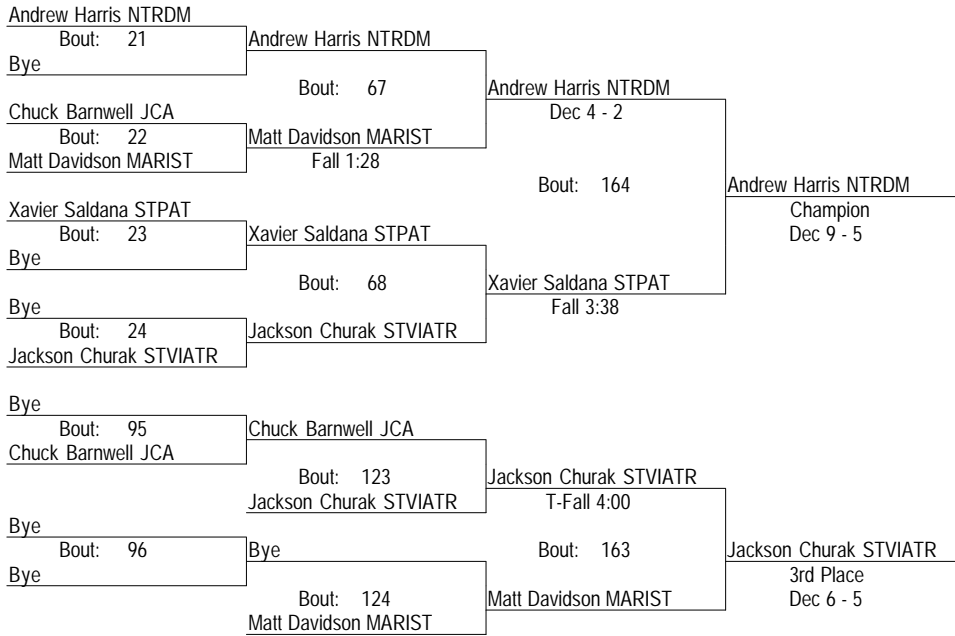 Andrew Harris NTRDM
Bout: 21
Bye
Andrew Harris NTRDM
Bout: 67
Chuck Barnwell JCA
Bout: 22
Matt Davidson MARIST
Matt Davidson MARIST
Fall 1:28
Andrew Harris NTRDM
Dec 4 - 2
Bout: 164
Xavier Saldana STPAT
Bout: 23
Bye
Xavier Saldana STPAT
Bout: 68
Bye
Bout: 24
Jackson Churak STVIATR
Jackson Churak STVIATR
Xavier Saldana STPAT
Fall 3:38
Andrew Harris NTRDM
Champion
Dec 9 - 5
Bye
Bout: 95
Chuck Barnwell JCA
Chuck Barnwell JCA
Bout: 123
Jackson Churak STVIATR
Jackson Churak STVIATR
T-Fall 4:00
Bout: 163
Bye
Bout: 96
Bye
Bye
Bout: 124
Matt Davidson MARIST
Matt Davidson MARIST
Jackson Churak STVIATR
3rd Place
Dec 6 - 5